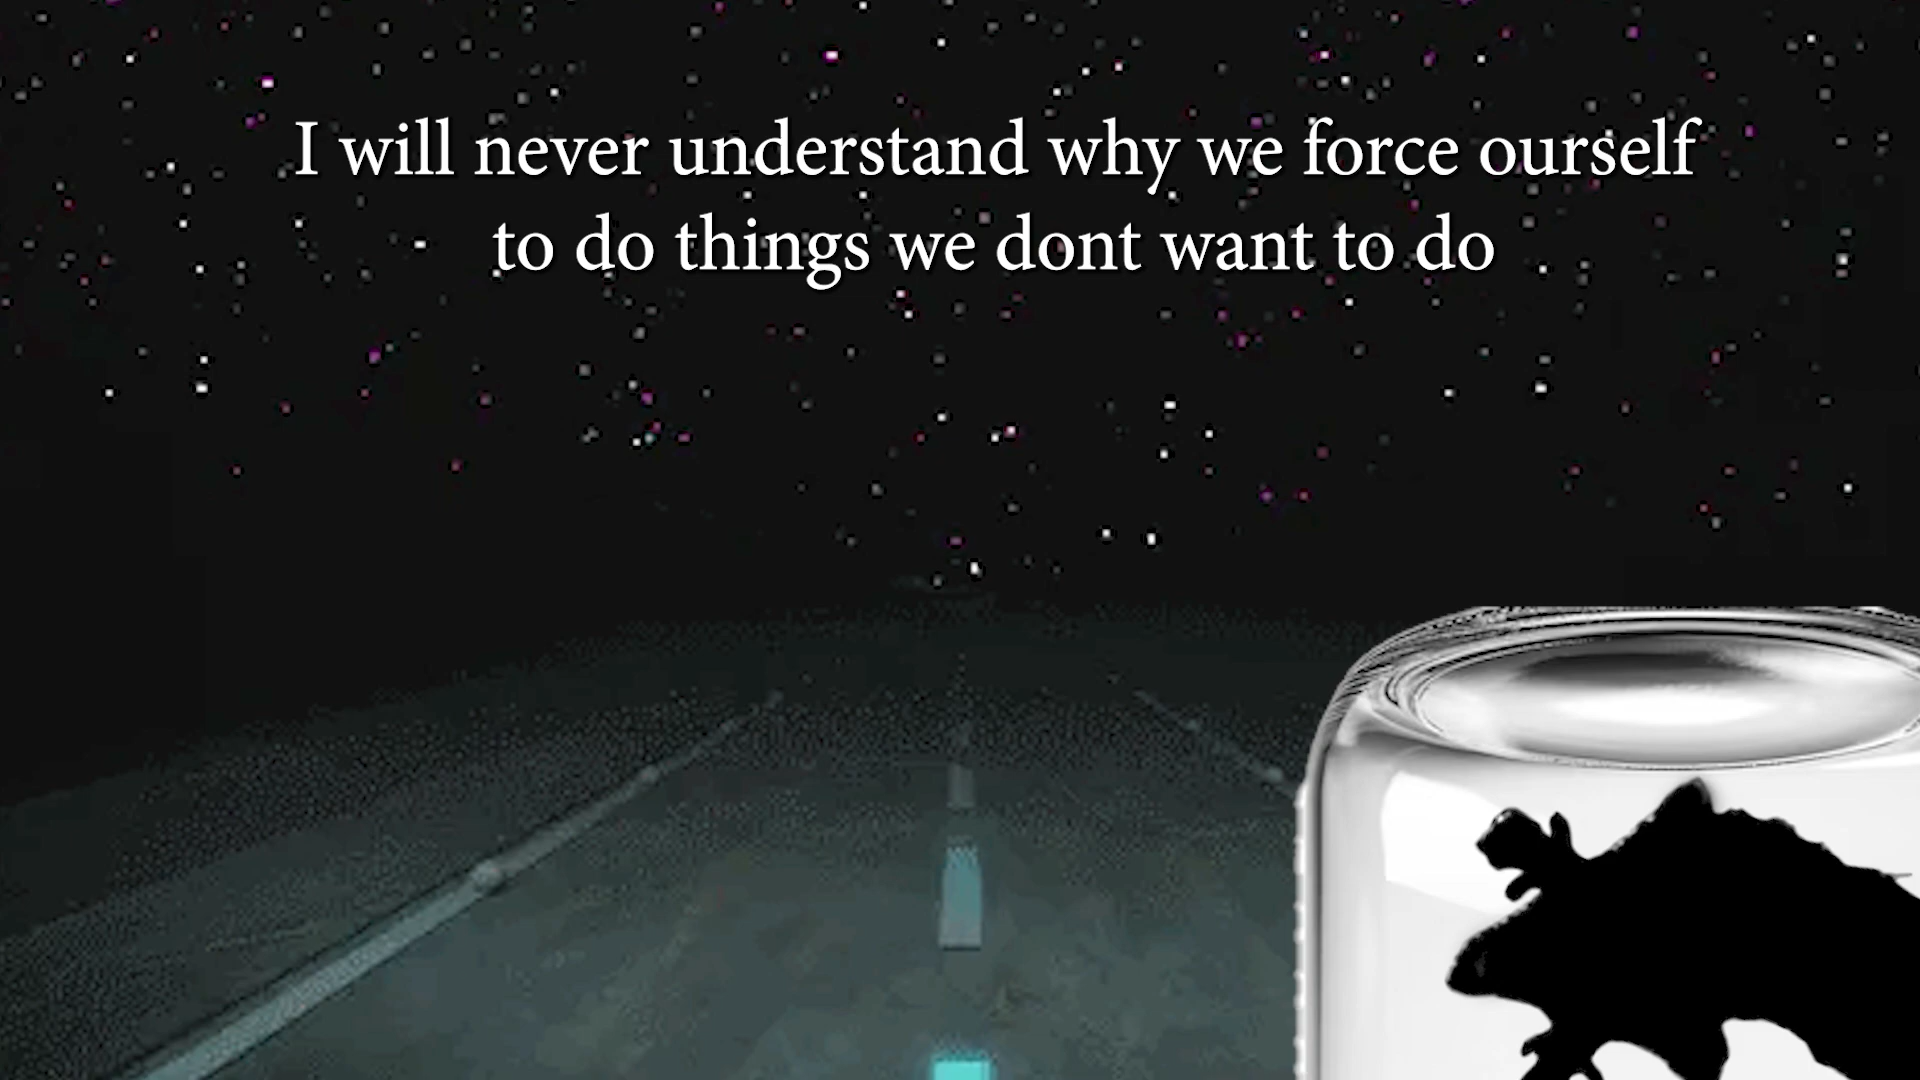 I will never understand why we force ourself
to do things we dont want to do